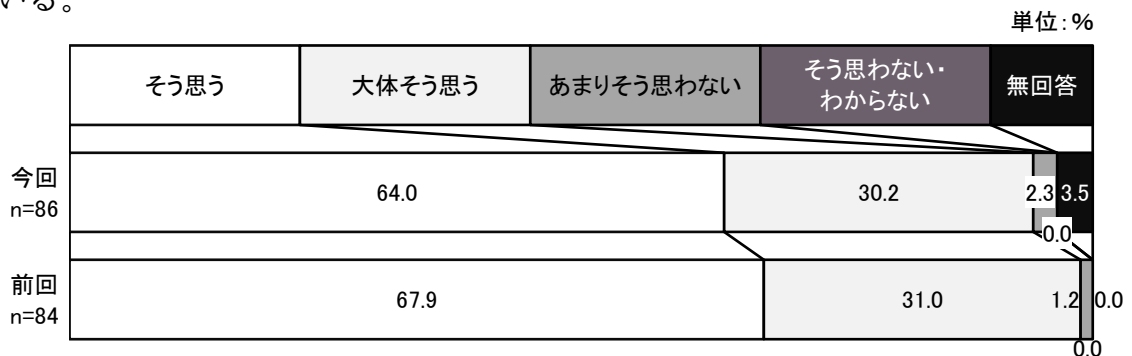 いる。
単位:%
そう思う
大体そう思う
あまりそう思わない
そう思わない・
わからない
無回答
今回
n=86
64.0
30.2
2.3
3.5
0.0
前回
n=84
67.9
31.0
1.2
0.0
0.0